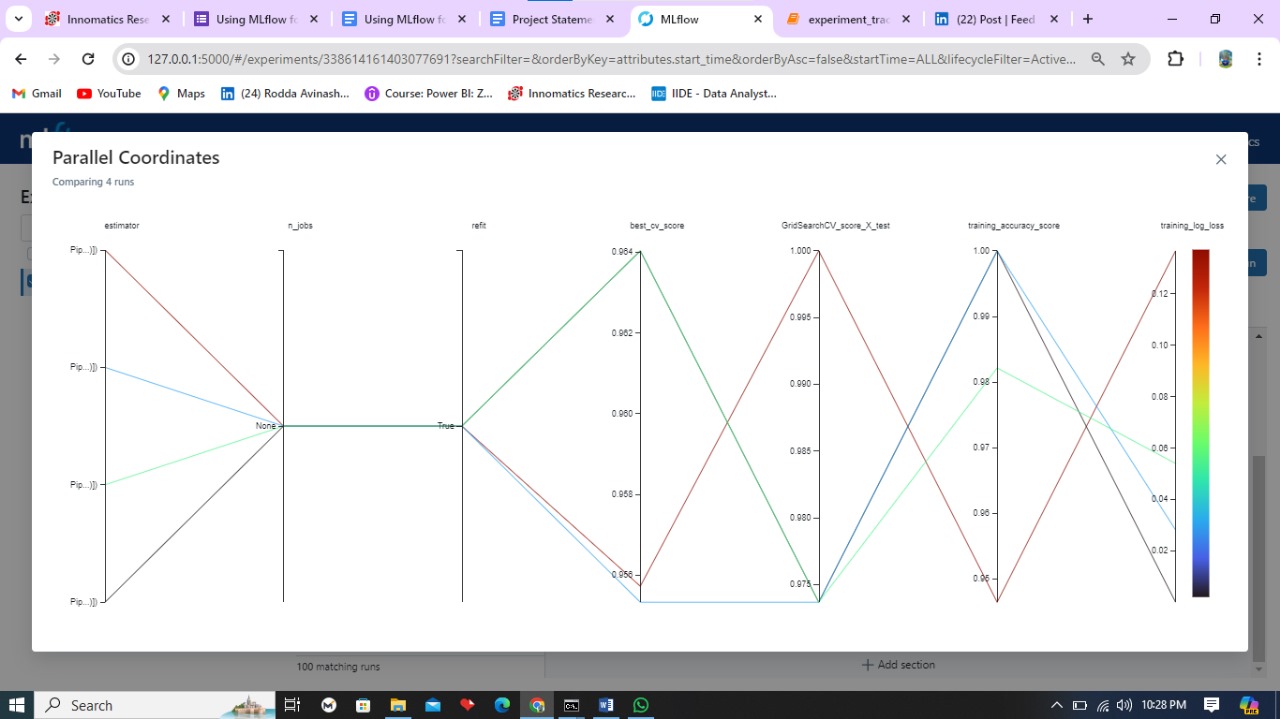 Innomatics Rese
Using MLflow fo
Using MLflow fo
Project Stateme
MLflow
experiment_trac
(22) Post | Feed
127.0.0.1:5000/#/experiments/338614161403077691?searchFilter=&orderByKey=attributes.start_time&orderByAsc=false&startTime=ALL&lifecycleFilter=Active...
Gmail
YouTube
Maps
(24) Rodda Avinash...
Course: Power BI: Z...
Innomatics Researc...
IIDE - Data Analyst...
Parallel Coordinates
Comparing 4 runs
estimator n_jobs refit best_cv_score GridSearchCV_score_X_test training_accuracy_score training_log_loss
Pip...)])
Pip...)])
Pip...)])
Pip...)])
None
True
0.964
0.962
0.960
0.958
0.956
1.000
0.995
0.990
0.985
0.980
0.975
1.00
0.99
0.98
0.97
0.96
0.96
0.12
0.10
0.08
0.06
0.04
0.02
100 matching runs
Add section
Search
10:28 PM